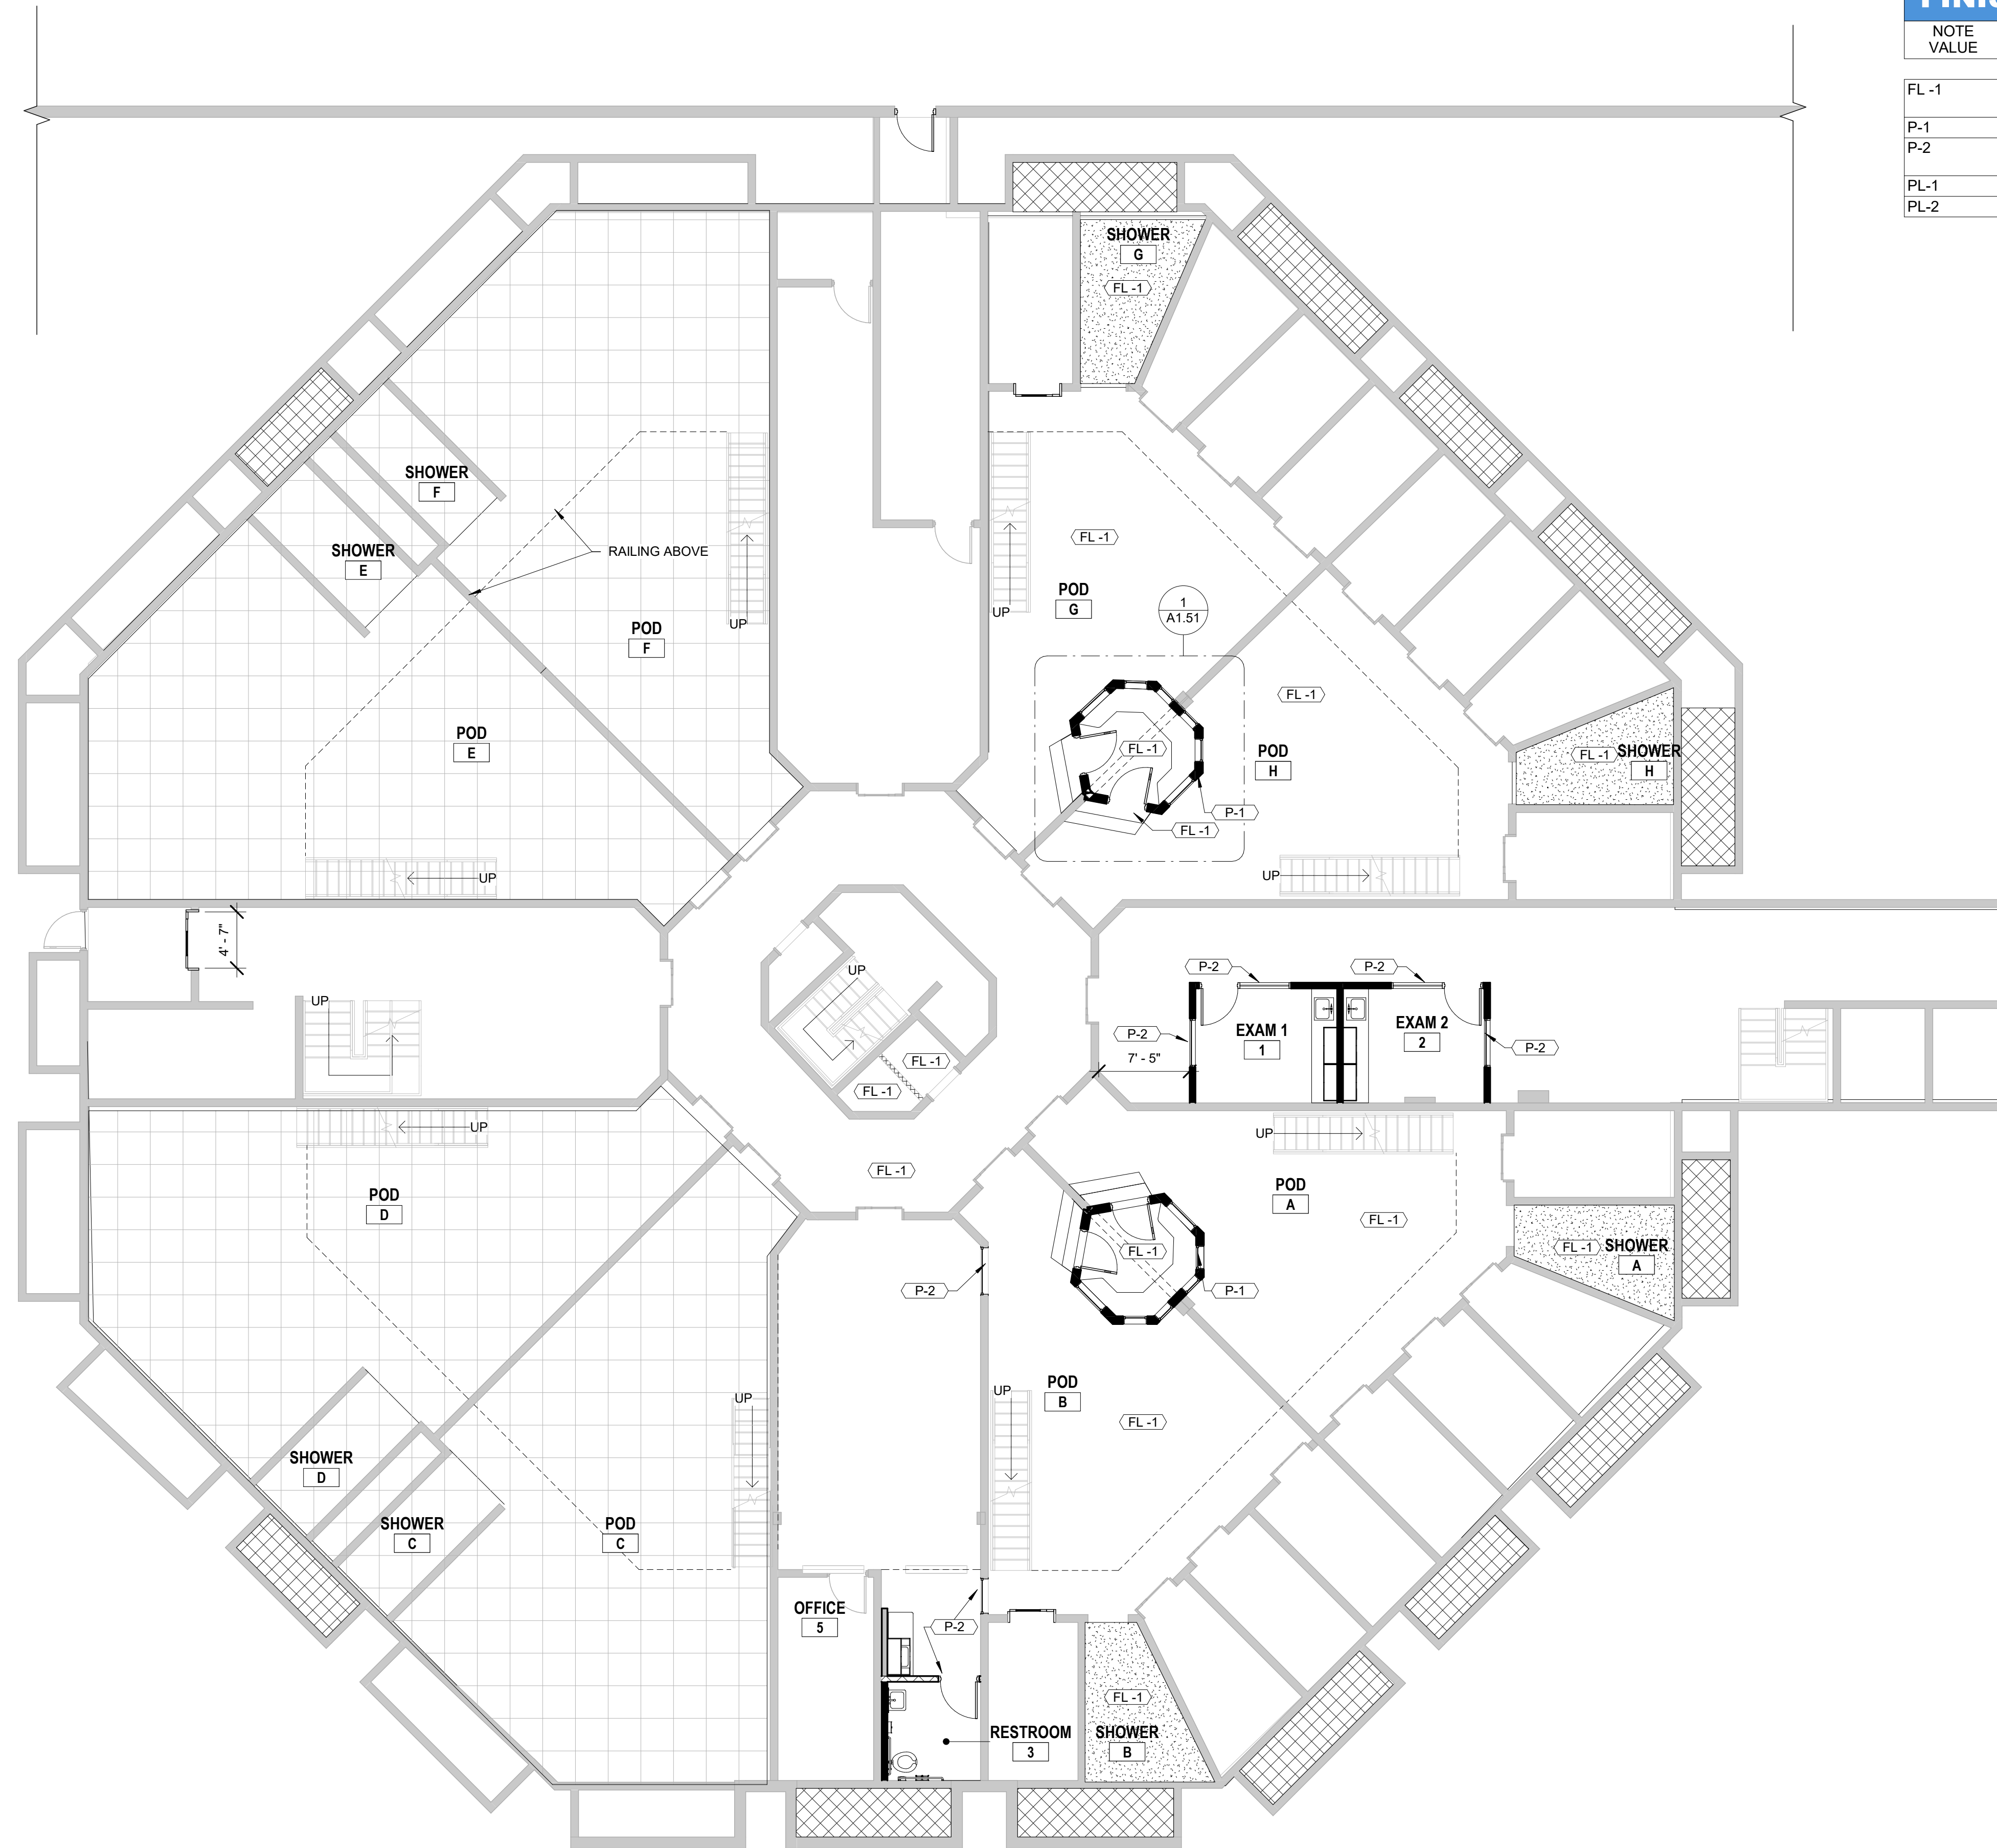 NOTE
VALUE
FL -1
P-1
P-2
PL-1
PL-2
SHOWER
G
FL -1
SHOWER
F
SHOWER
E
RAILING ABOVE
FL -1
POD
G
1
A1.51
UP
UP
POD
F
FL -1
POD
E
FL -1
POD
H
FL -1
SHOWER
H
P-1
FL -1
UP
UP
4' - 7"
UP
P-2
P-2
UP
EXAM 1
1
EXAM 2
2
P-2
7' - 5"
P-2
FL -1
FL -1
UP
UP
FL -1
POD
D
POD
A
FL -1
FL -1
FL -1
SHOWER
A
P-2
P-1
UP
UP
POD
B
FL -1
SHOWER
D
SHOWER
C
POD
C
OFFICE
5
P-2
FL -1
RESTROOM
3
SHOWER
B